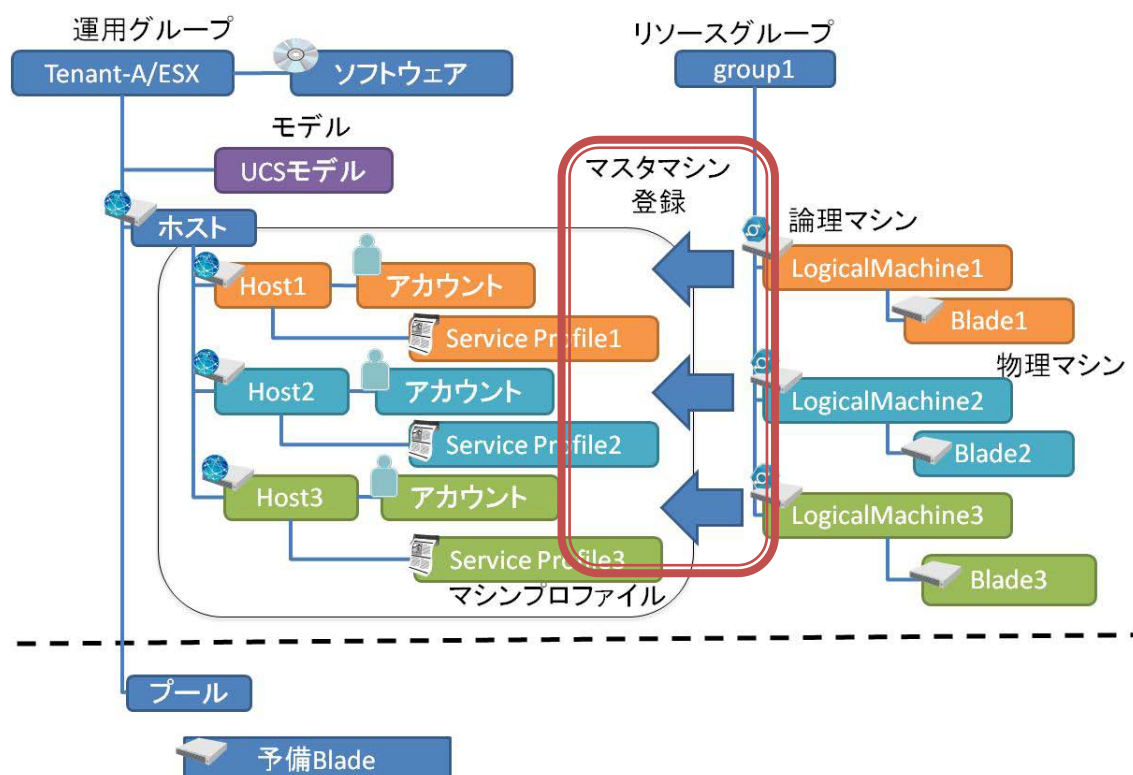 運用グループ
リソースグループ
Tenant-A/ESX
ソフトウェア
group1
モデル
UCSモデル
マスタマシン
登録
ホスト
論理マシン
Host1
アカウント
LogicalMachine1
Service Profile1
Blade1
物理マシン
Host2
アカウント
LogicalMachine2
Service Profile2
Blade2
Host3
アカウント
LogicalMachine3
Service Profile3
Blade3
マシンプロファイル
プール
予備Blade